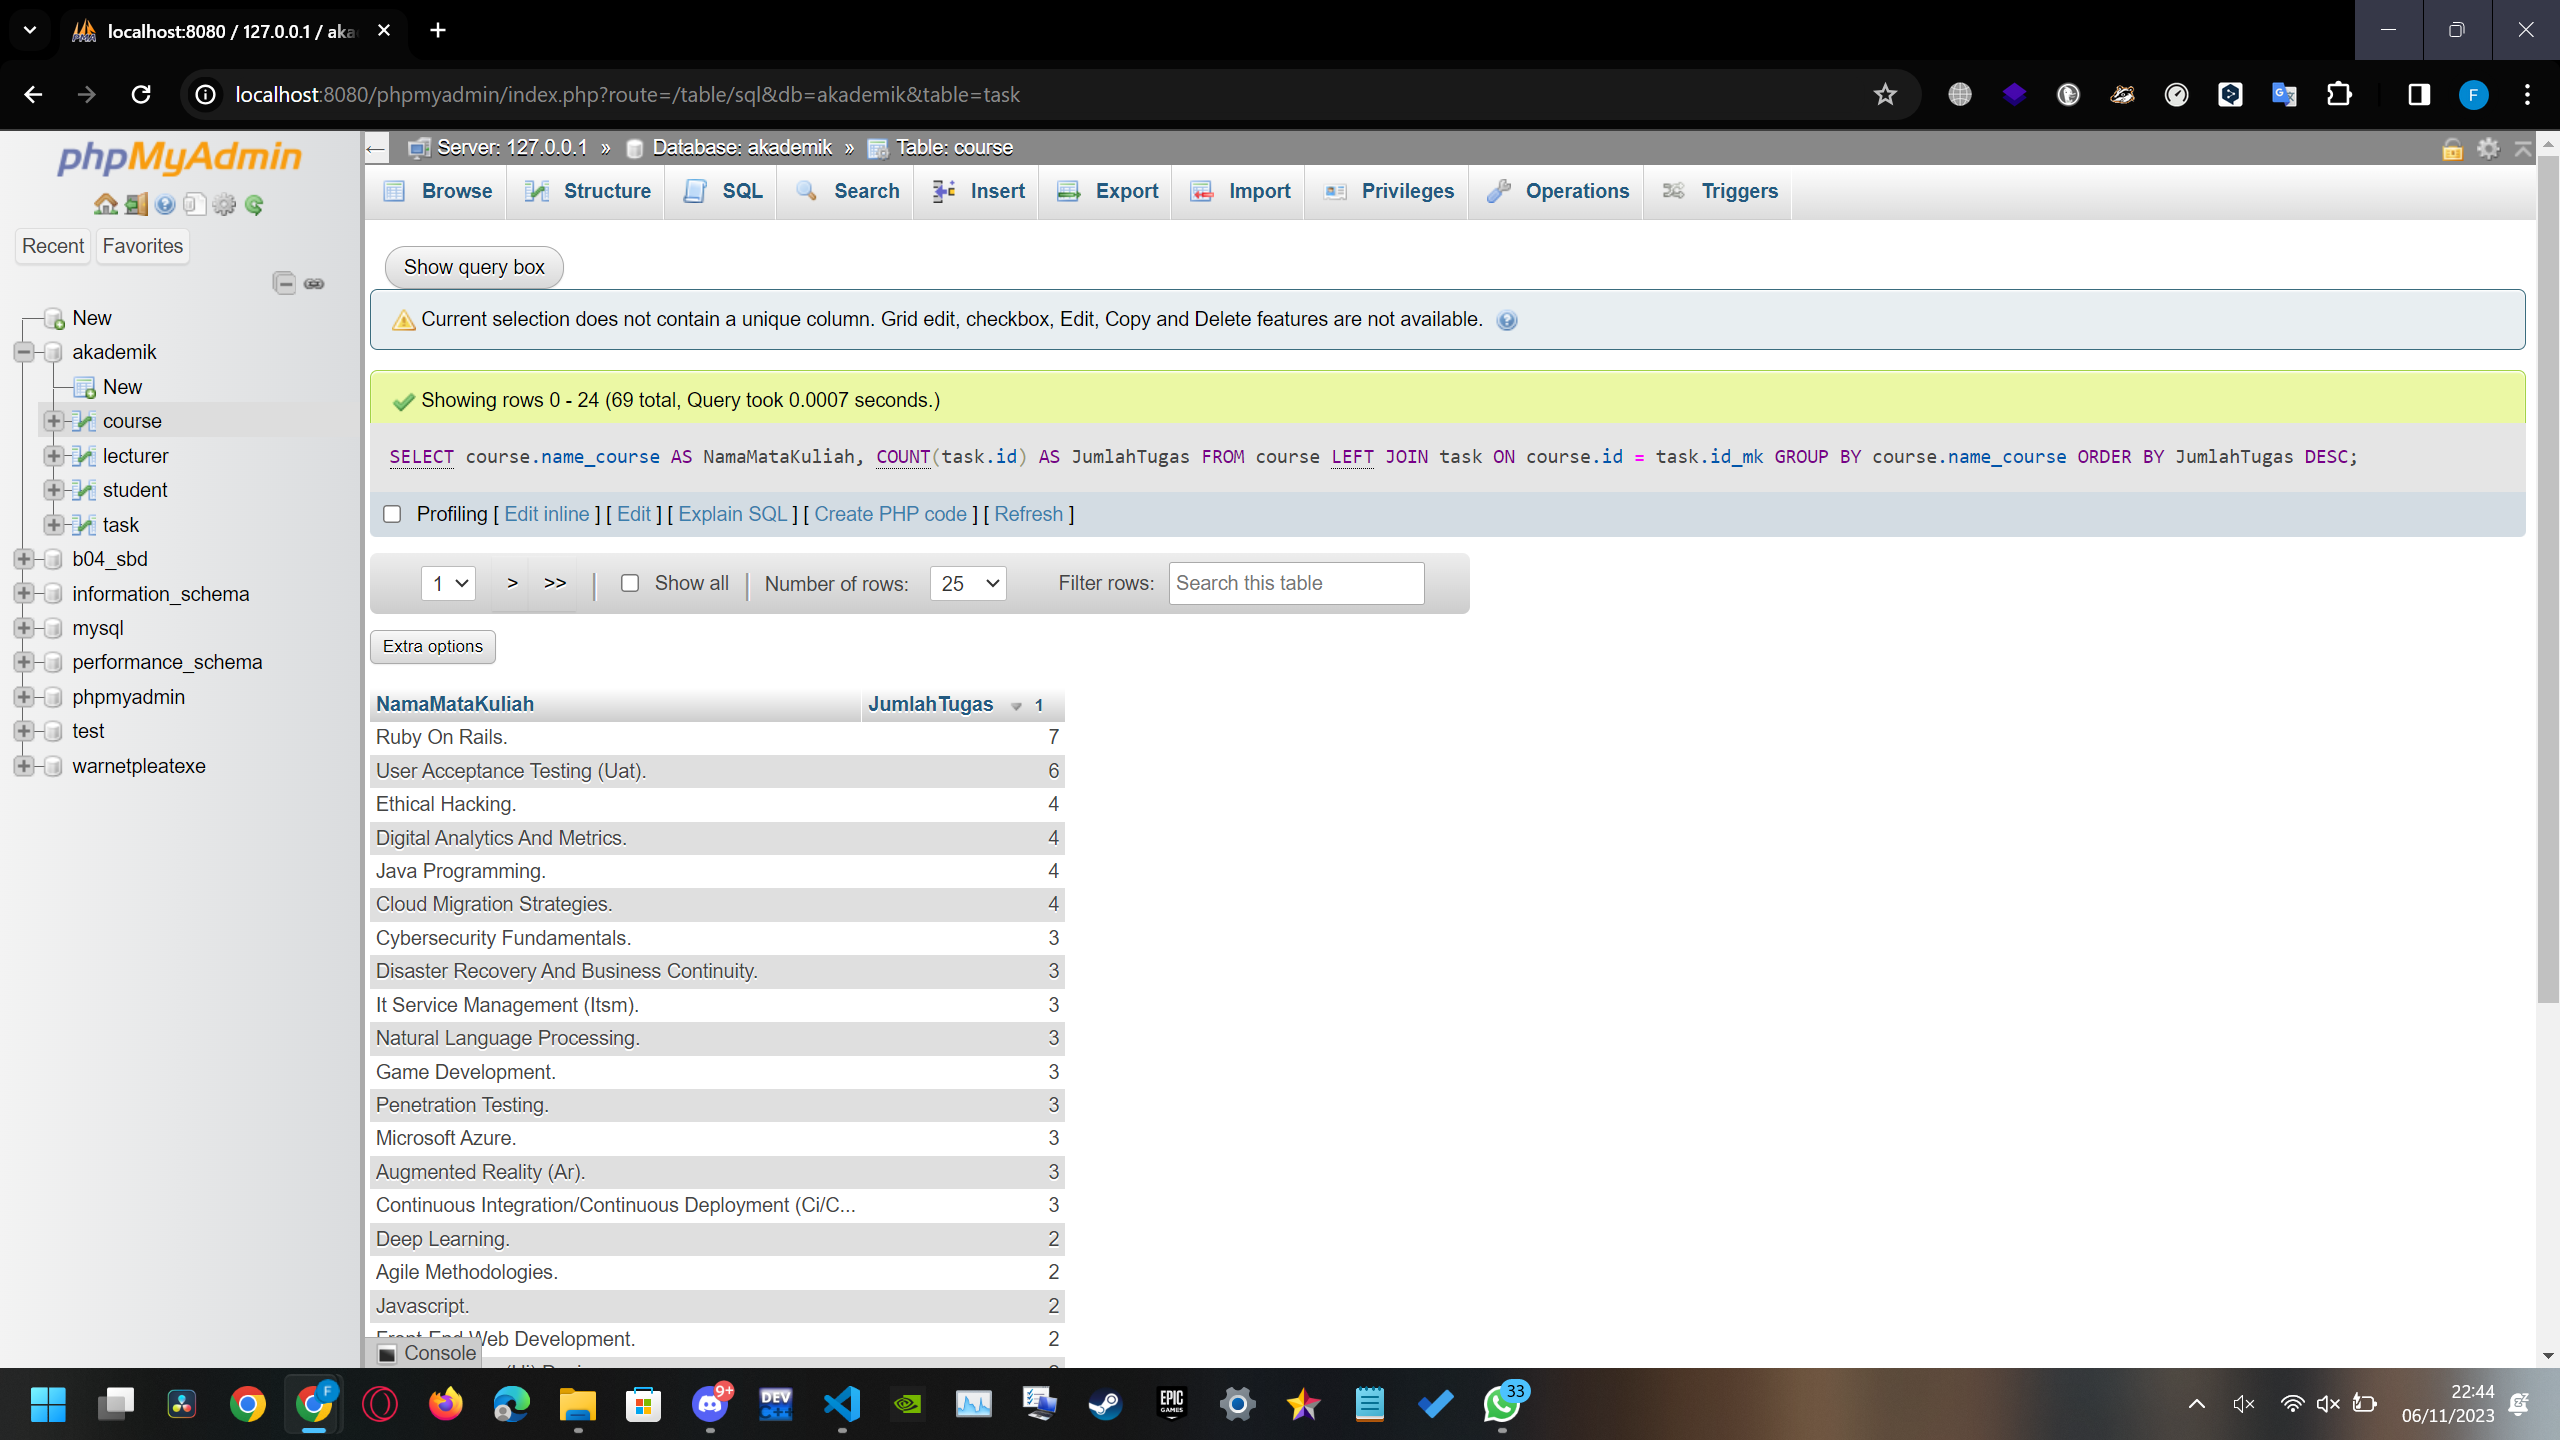 localhost:8080 / 127.0.0.1 / aka
localhost:8080/phpmyadmin/index.php?route=/table/sql&db=akademik&table=task
F
phpMyAdmin
Recent
Favorites
New
akademik
New
course
lecturer
student
task
b04_sbd
information_schema
mysql
performance_schema
phpmyadmin
test
warnetpleatexe
Server: 127.0.0.1 » Database: akademik » Table: course
Browse Structure SQL Search Insert Export Import Privileges Operations Triggers
Show query box
Current selection does not contain a unique column. Grid edit, checkbox, Edit, Copy and Delete features are not available.
Showing rows 0 - 24 (69 total, Query took 0.0007 seconds.)
SELECT course.name_course AS NamaMataKuliah, COUNT(task.id) AS JumlahTugas FROM course LEFT JOIN task ON course.id = task.id_mk GROUP BY course.name_course ORDER BY JumlahTugas DESC;
Profiling [ Edit inline ] [ Edit ] [ Explain SQL ] [ Create PHP code ] [ Refresh ]
1 > >> Show all Number of rows: 25 Filter rows: Search this table
Extra options
NamaMataKuliah JumlahTugas 1
Ruby On Rails. 7
User Acceptance Testing (Uat). 6
Ethical Hacking. 4
Digital Analytics And Metrics. 4
Java Programming. 4
Cloud Migration Strategies. 4
Cybersecurity Fundamentals. 3
Disaster Recovery And Business Continuity. 3
It Service Management (Itsm). 3
Natural Language Processing. 3
Game Development. 3
Penetration Testing. 3
Microsoft Azure. 3
Augmented Reality (Ar). 3
Continuous Integration/Continuous Deployment (Ci/C... 3
Deep Learning. 2
Agile Methodologies. 2
Javascript. 2
Front-End Web Development. 2
Console
F
9+
DEV C++
EPIC GAMES
33
22:44
06/11/2023